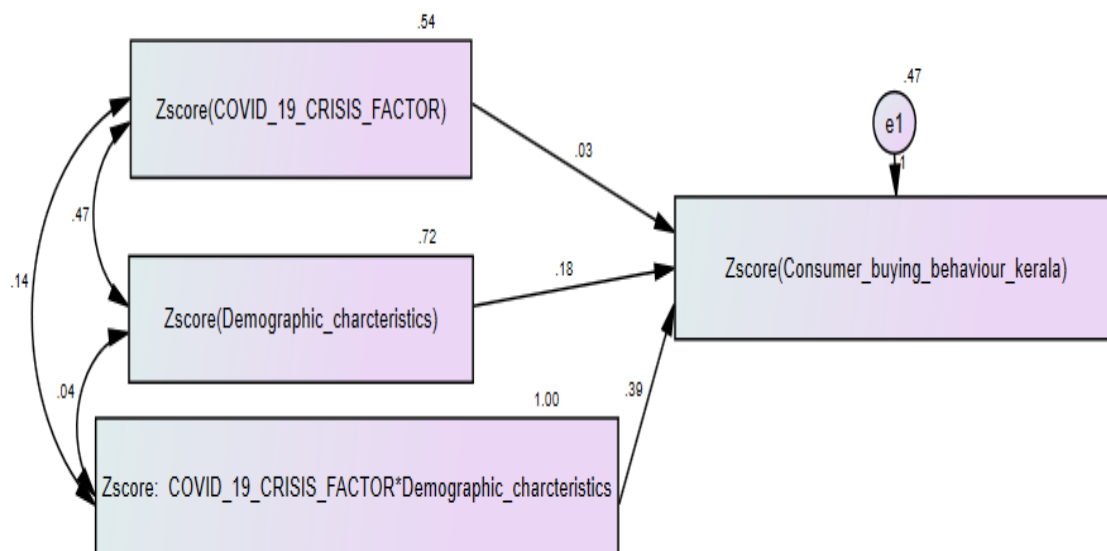 .54
Zscore(COVID_19_CRISIS_FACTOR)
.47
e1
1
.03
.47
.14
.72
Zscore(Demographic_charcteristics)
.18
Zscore(Consumer_buying_behaviour_kerala)
.04
1.00
.39
Zscore: COVID_19_CRISIS_FACTOR*Demographic_charcteristics